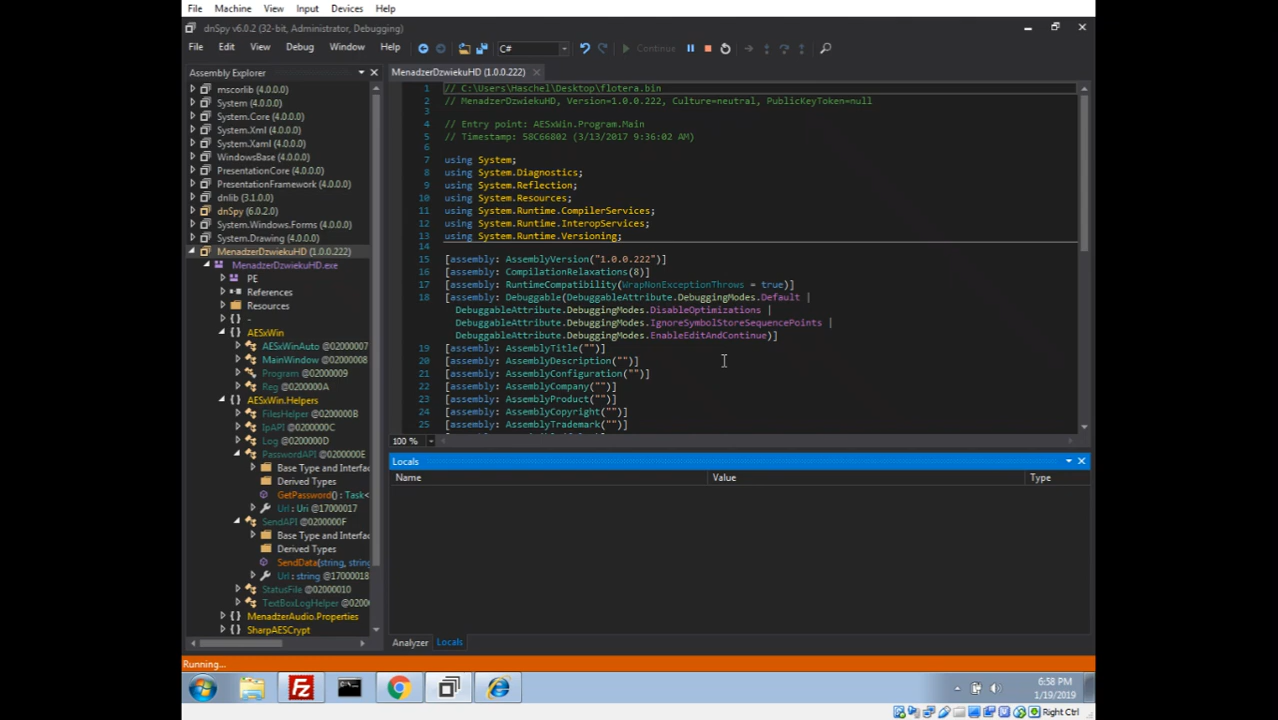 File Machine View Input Devices Help
dnSpy v6.0.2 (32-bit, Administrator, Debugging)
File Edit View Debug Window Help C# Continue
Assembly Explorer
mscorlib (4.0.0.0)
System (4.0.0.0)
System.Core (4.0.0.0)
System.Xml (4.0.0.0)
System.Xaml (4.0.0.0)
WindowsBase (4.0.0.0)
PresentationCore (4.0.0.0)
PresentationFramework (4.0.0.0)
dnlib (3.1.0.0)
dnSpy (6.0.2.0)
System.Windows.Forms (4.0.0.0)
System.Drawing (4.0.0.0)
MenadzerDzwiekuHD (1.0.0.222)
MenadzerDzwiekuHD.exe
PE
References
Resources
{} -
{} AESxWin
AESxWinAuto @02000007
MainWindow @02000008
Program @02000009
Reg @0200000A
{} AESxWin.Helpers
FilesHelper @0200000B
IpAPI @0200000C
Log @0200000D
PasswordAPI @0200000E
Base Type and Interfa
Derived Types
GetPassword() : Task<
Url : Uri @17000017
SendAPI @0200000F
Base Type and Interfa
Derived Types
SendData(string, string
Url : string @17000018
StatusFile @02000010
TextBoxLogHelper @0200
{} MenadzerAudio.Properties
{} SharpAESCrypt
MenadzerDzwiekuHD (1.0.0.222)
1 // C:\Users\Haschel\Desktop\flotera.bin
2 // MenadzerDzwiekuHD, Version=1.0.0.222, Culture=neutral, PublicKeyToken=null
3
4 // Entry point: AESxWin.Program.Main
5 // Timestamp: 58C66802 (3/13/2017 9:36:02 AM)
6
7 using System;
8 using System.Diagnostics;
9 using System.Reflection;
10 using System.Resources;
11 using System.Runtime.CompilerServices;
12 using System.Runtime.InteropServices;
13 using System.Runtime.Versioning;
14
15 [assembly: AssemblyVersion("1.0.0.222")]
16 [assembly: CompilationRelaxations(8)]
17 [assembly: RuntimeCompatibility(WrapNonExceptionThrows = true)]
18 [assembly: Debuggable(DebuggableAttribute.DebuggingModes.Default |
DebuggableAttribute.DebuggingModes.DisableOptimizations |
DebuggableAttribute.DebuggingModes.IgnoreSymbolStoreSequencePoints |
DebuggableAttribute.DebuggingModes.EnableEditAndContinue)]
19 [assembly: AssemblyTitle("")]
20 [assembly: AssemblyDescription("")]
21 [assembly: AssemblyConfiguration("")]
22 [assembly: AssemblyCompany("")]
23 [assembly: AssemblyProduct("")]
24 [assembly: AssemblyCopyright("")]
25 [assembly: AssemblyTrademark("")]
100 %
Locals
Name Value Type
Analyzer Locals
Running...
6:58 PM
1/19/2019
Right Ctrl